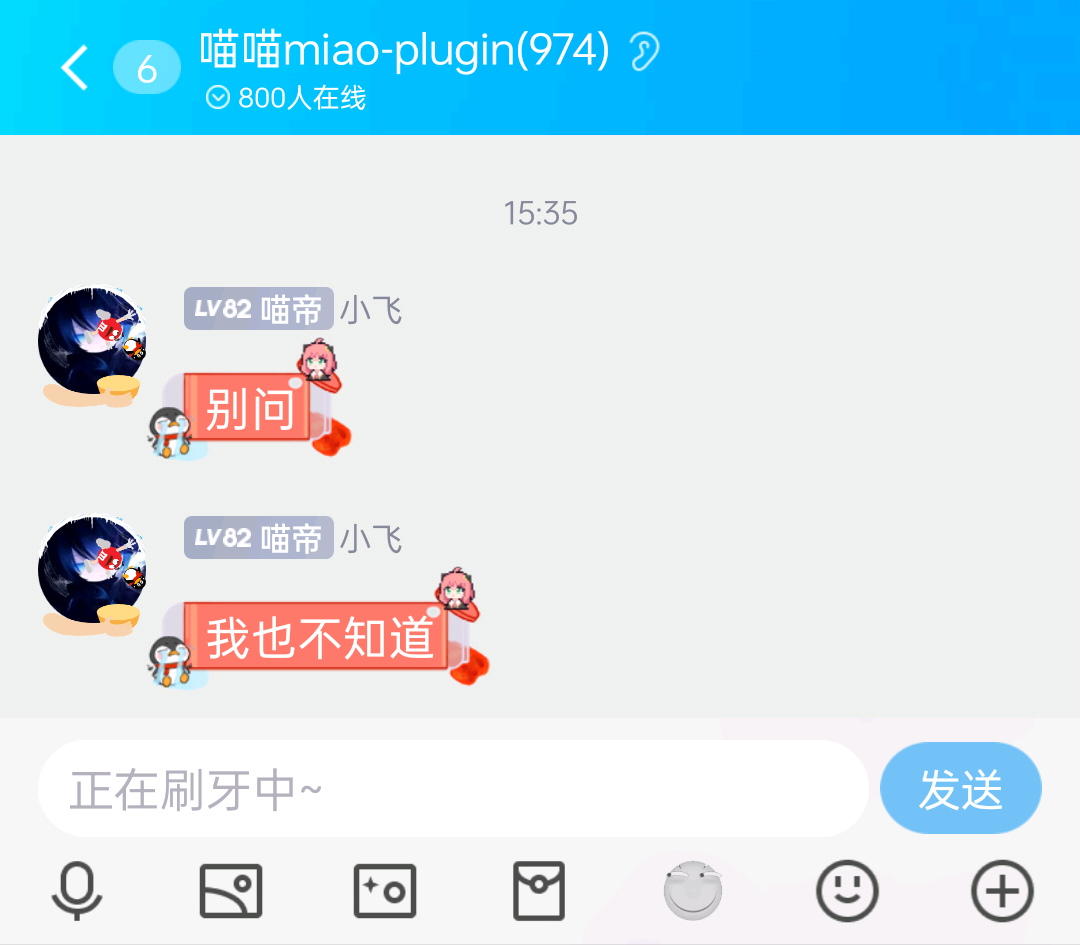 喵喵miao-plugin(974)
6
800人在线
15:35
LV82 喵帝 小飞
别问
LV82 喵帝 小飞
我也不知道
正在刷牙中~
发送